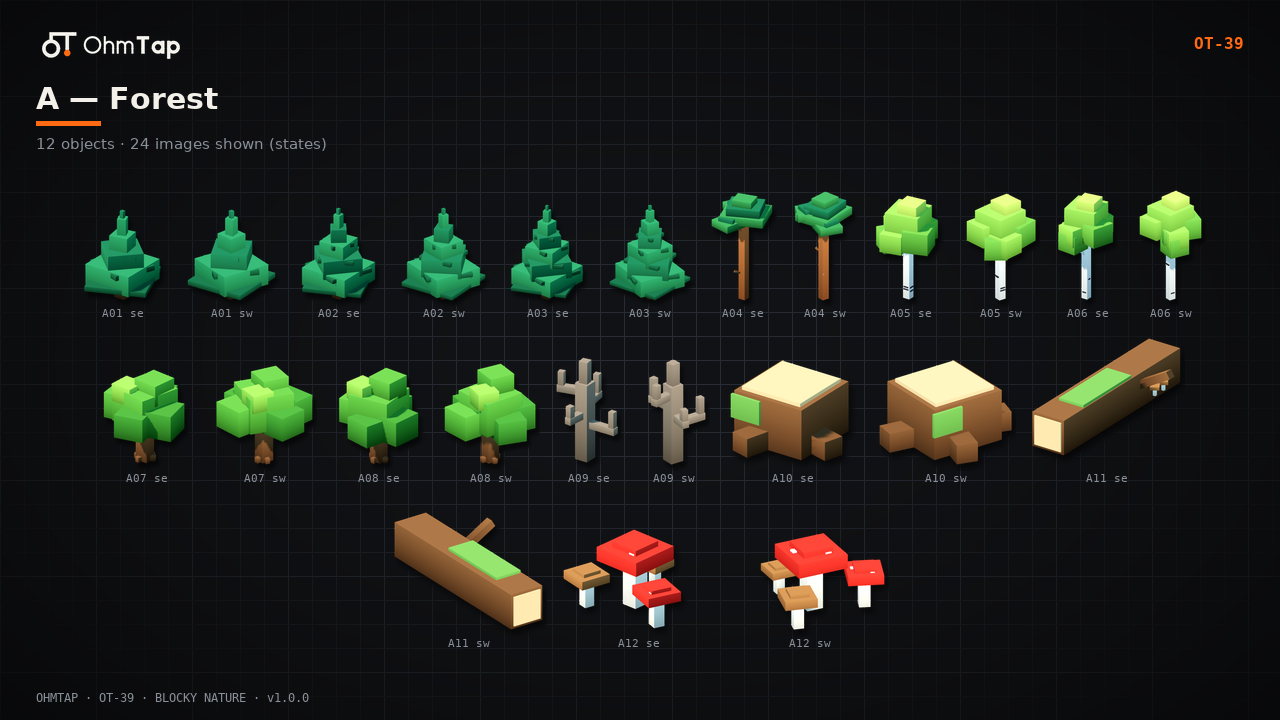 OhmTap
OT-39
A — Forest
12 objects · 24 images shown (states)
A01 se
A01 sw
A02 se
A02 sw
A03 se
A03 sw
A04 se
A04 sw
A05 se
A05 sw
A06 se
A06 sw
A07 se
A07 sw
A08 se
A08 sw
A09 se
A09 sw
A10 se
A10 sw
A11 se
A11 sw
A12 se
A12 sw
OHMTAP · OT-39 · BLOCKY NATURE · v1.0.0